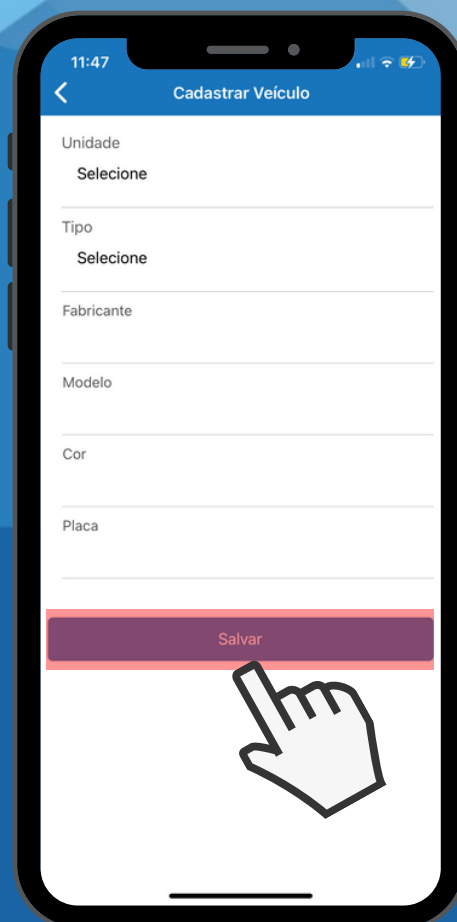 11:47
Cadastrar Veículo
Unidade
Selecione
Tipo
Selecione
Fabricante
Modelo
Cor
Placa
Salvar